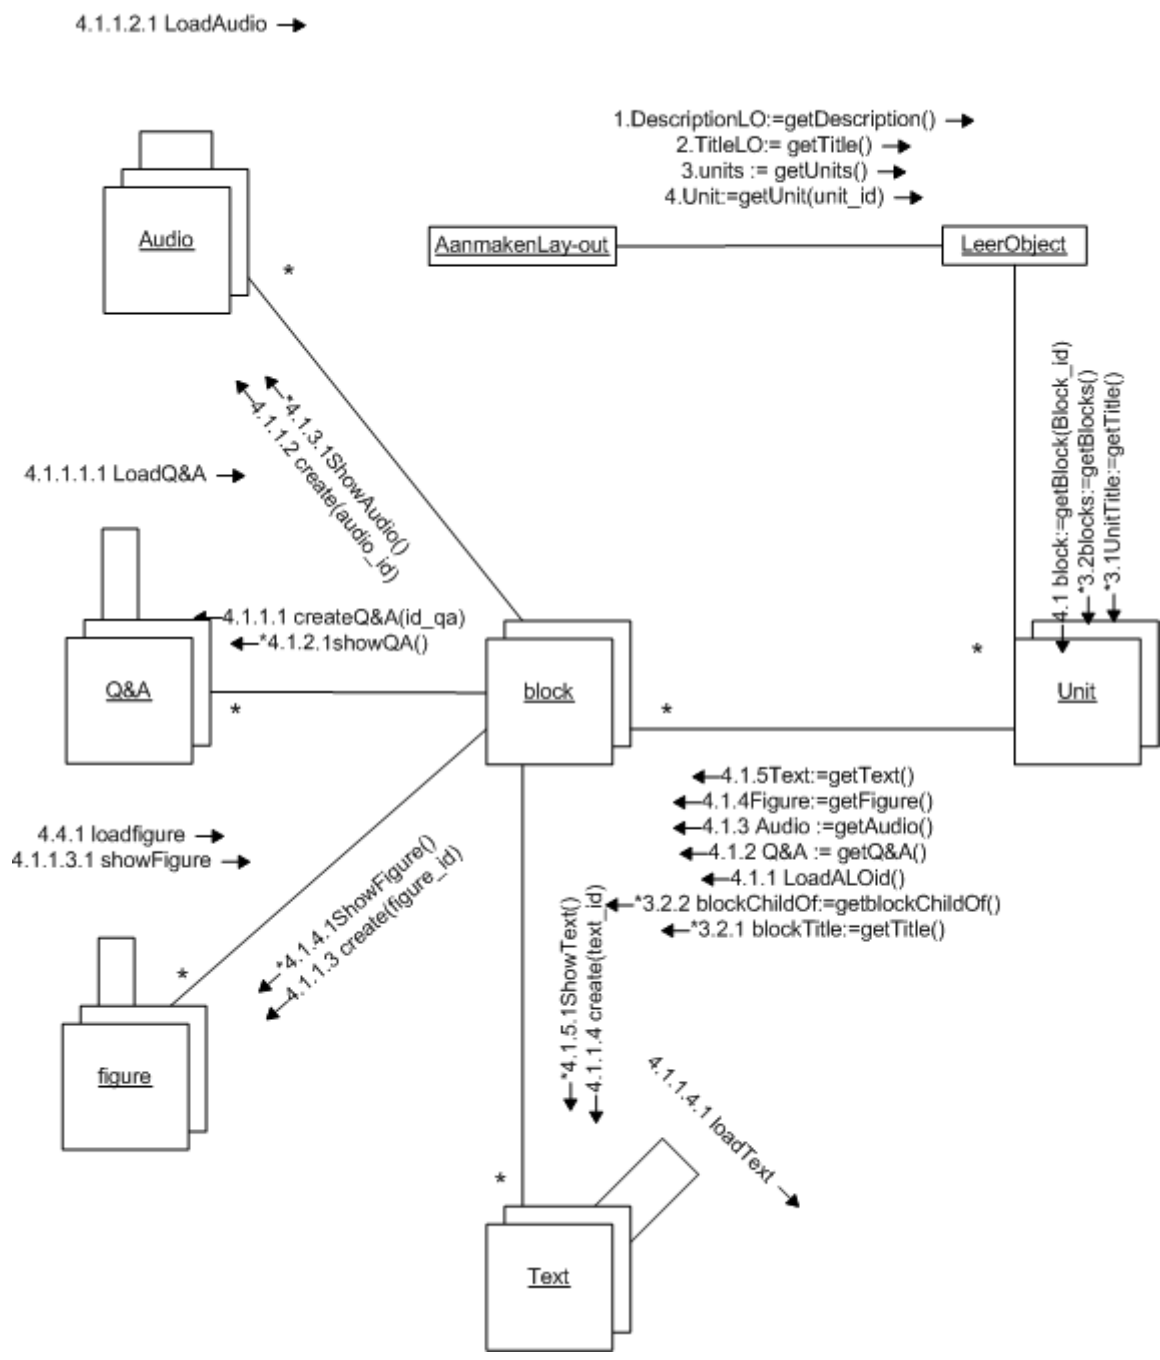 4.1.1.2.1 LoadAudio
1.DescriptionLO:=getDescription()
2.TitleLO:= getTitle()
3.units := getUnits()
4.Unit:=getUnit(unit_id)
Audio
*
AanmakenLay-out
LeerObject
*4.1.3.1ShowAudio()
4.1.1.2 create(audio_id)
4.1 block:=getBlock(Block_id)
*3.2blocks:=getBlocks()
*3.1UnitTitle:=getTitle()
4.1.1.1.1 LoadQ&A
4.1.1.1 createQ&A(id_qa)
*4.1.2.1showQA()
Q&A
*
block
*
*
Unit
4.1.5Text:=getText()
4.1.4Figure:=getFigure()
4.1.3 Audio :=getAudio()
4.1.2 Q&A := getQ&A()
4.1.1 LoadALOid()
*3.2.2 blockChildOf:=getblockChildOf()
*3.2.1 blockTitle:=getTitle()
4.4.1 loadfigure
4.1.1.3.1 showFigure
*4.1.4.1ShowFigure()
4.1.1.3 create(figure_id)
*
figure
*4.1.5.1ShowText()
4.1.1.4 create(text_id)
4.1.1.4.1 loadText
*
Text